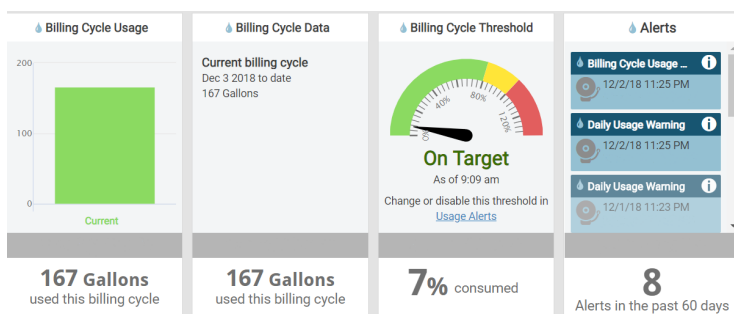 Billing Cycle Usage
200
100
0
Current
167 Gallons
used this billing cycle
Billing Cycle Data
Current billing cycle
Dec 3 2018 to date
167 Gallons
167 Gallons
used this billing cycle
Billing Cycle Threshold
0%
40%
80%
120%
On Target
As of 9:09 am
Change or disable this threshold in
Usage Alerts
7% consumed
Alerts
Billing Cycle Usage ...
12/2/18 11:25 PM
Daily Usage Warning
12/2/18 11:25 PM
Daily Usage Warning
12/1/18 11:23 PM
8
Alerts in the past 60 days